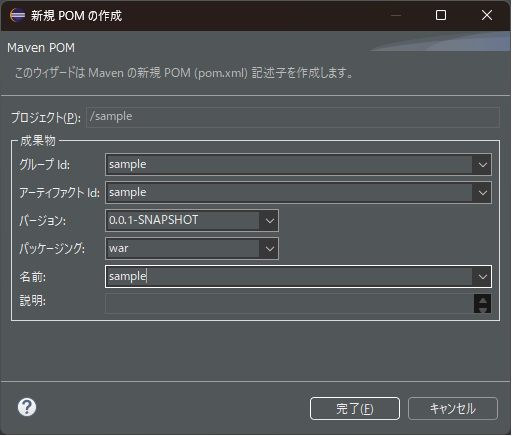 新規 POM の作成
Maven POM
このウィザードは Maven の新規 POM (pom.xml) 記述子を作成します。
プロジェクト(P): /sample
成果物
グループ Id: sample
アーティファクト Id: sample
バージョン: 0.0.1-SNAPSHOT
パッケージング: war
名前: sample
説明:
? 完了(F) キャンセル